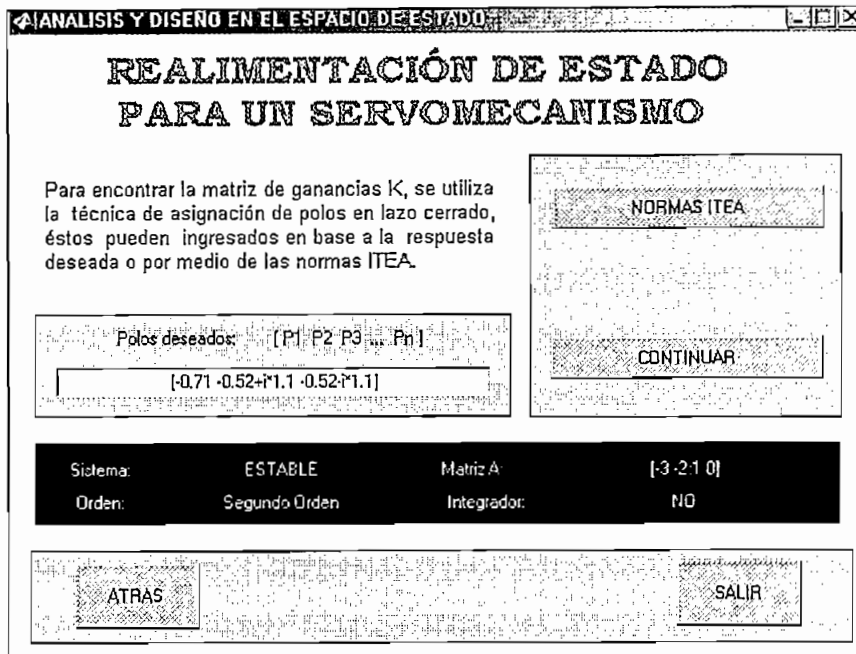 ANALISIS Y DISEÑO EN EL ESPACIO DE ESTADO
REALIMENTACIÓN DE ESTADO
PARA UN SERVOMECANISMO
Para encontrar la matriz de ganancias K, se utiliza
la técnica de asignación de polos en lazo cerrado,
éstos pueden ingresados en base a la respuesta
deseada o por medio de las normas ITEA.
NORMAS ITEA
CONTINUAR
Polos deseados: [ P1 P2 P3 ... Pn ]
[-0.71 -0.52+i*1.1 -0.52-i*1.1]
Sistema: ESTABLE Matriz A: [-3 -2;1 0]
Orden: Segundo Orden Integrador: NO
ATRAS
SALIR